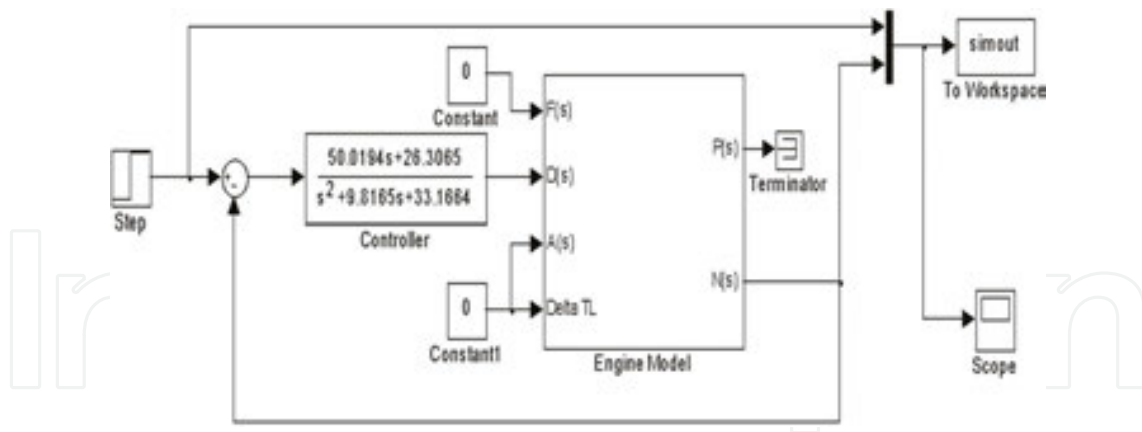 simout
To Workspace
0
Constant
F(s)
50.0194s+26.3065
s2+9.8165s+33.1664
Controller
Step
D(s)
P(s)
Terminator
A(s)
N(s)
0
Constant1
Delta TL
Engine Model
Scope